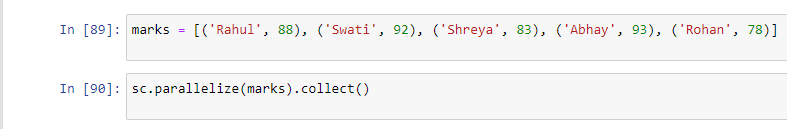 In [89]: marks = [('Rahul', 88), ('Swati', 92), ('Shreya', 83), ('Abhay', 93), ('Rohan', 78)]
In [90]: sc.parallelize(marks).collect()